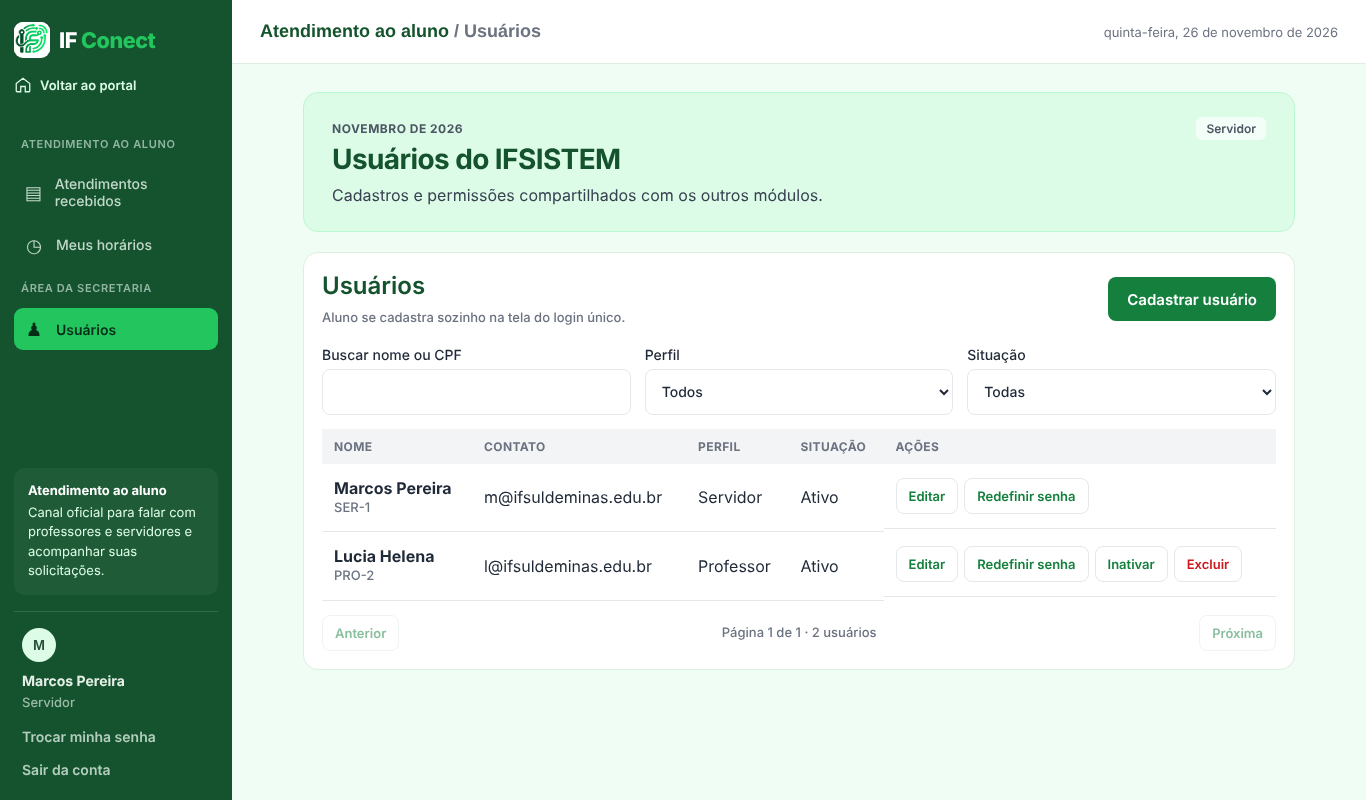 IF Conect
Voltar ao portal
ATENDIMENTO AO ALUNO
Atendimentos
recebidos
Meus horários
ÁREA DA SECRETARIA
Usuários
Atendimento ao aluno
Canal oficial para falar com
professores e servidores e
acompanhar suas
solicitações.
M
Marcos Pereira
Servidor
Trocar minha senha
Sair da conta
Atendimento ao aluno / Usuários
quinta-feira, 26 de novembro de 2026
NOVEMBRO DE 2026
Servidor
Usuários do IFSISTEM
Cadastros e permissões compartilhados com os outros módulos.
Usuários
Aluno se cadastra sozinho na tela do login único.
Cadastrar usuário
Buscar nome ou CPF Perfil Situação
Todos Todas
NOME CONTATO PERFIL SITUAÇÃO AÇÕES
Marcos Pereira
SER-1
m@ifsuldeminas.edu.br Servidor Ativo Editar Redefinir senha
Lucia Helena
PRO-2
l@ifsuldeminas.edu.br Professor Ativo Editar Redefinir senha Inativar Excluir
Anterior Página 1 de 1 · 2 usuários Próxima